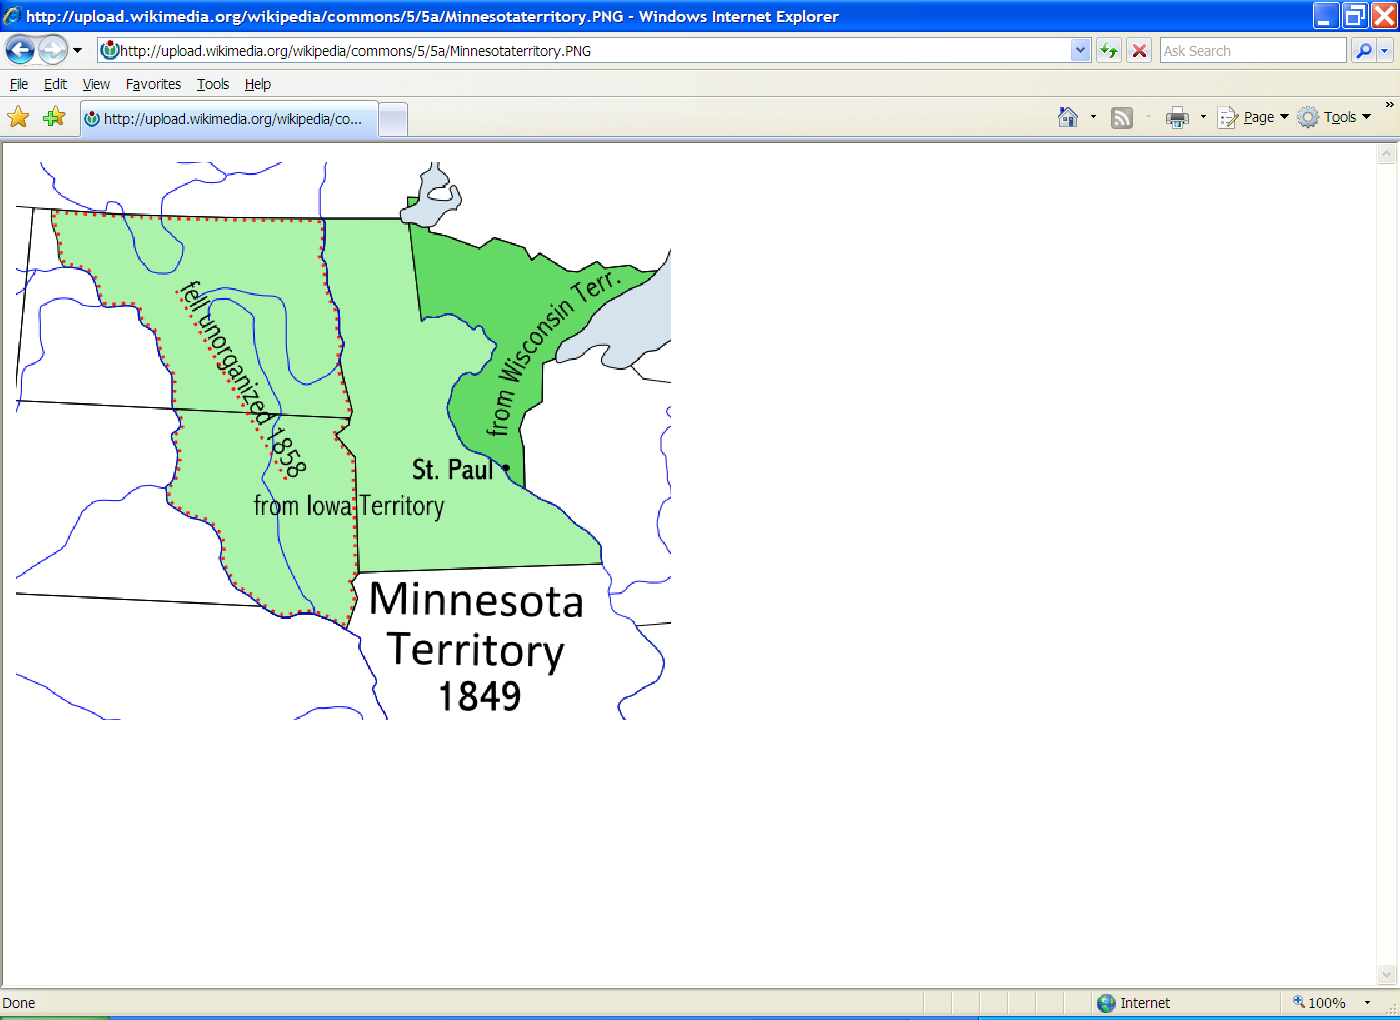 http://upload.wikimedia.org/wikipedia/commons/5/5a/Minnesotaterritory.PNG - Windows Internet Explorer
http://upload.wikimedia.org/wikipedia/commons/5/5a/Minnesotaterritory.PNG
Ask Search
File Edit View Favorites Tools Help
http://upload.wikimedia.org/wikipedia/co...
Page Tools »
fell unorganized 1858
from Wisconsin Terr.
St. Paul
from Iowa Territory
Minnesota
Territory
1849
Done
Internet
100%